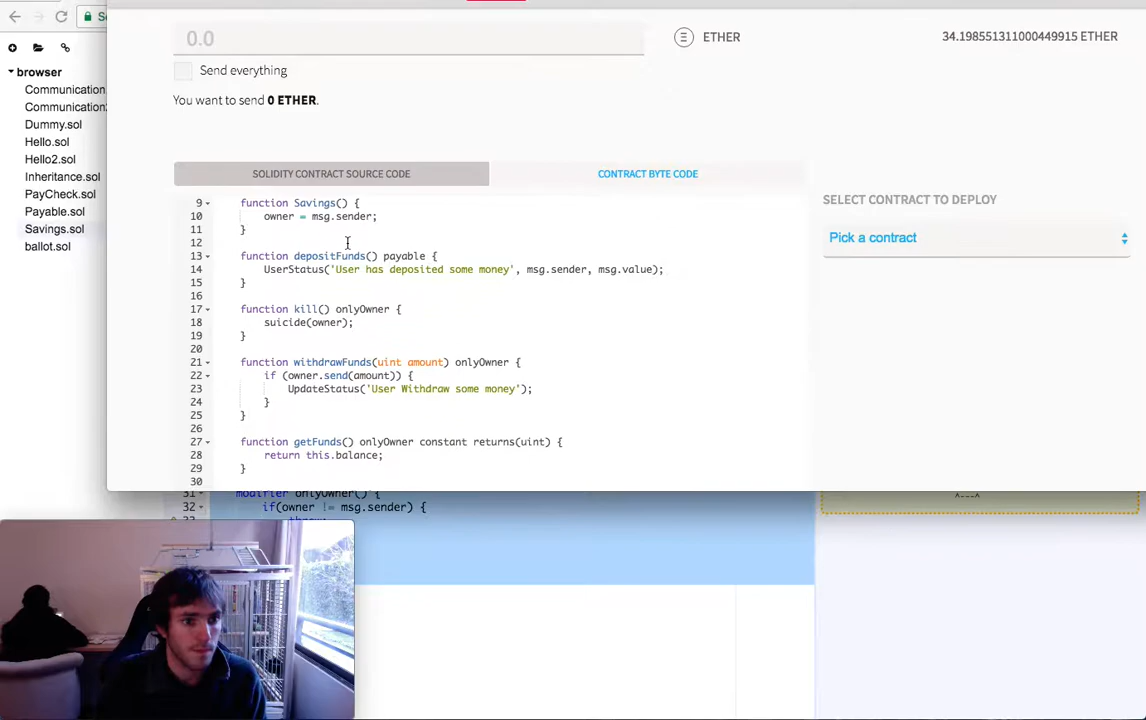 Se
0.0
ETHER
34.198551311000449915 ETHER
Send everything
You want to send 0 ETHER.
browser
Communication
Communication
Dummy.sol
Hello.sol
Hello2.sol
Inheritance.sol
PayCheck.sol
Payable.sol
Savings.sol
ballot.sol
SOLIDITY CONTRACT SOURCE CODE
CONTRACT BYTE CODE
SELECT CONTRACT TO DEPLOY
Pick a contract
9 function Savings() {
10 owner = msg.sender;
11 }
12
13 function depositFunds() payable {
14 UserStatus('User has deposited some money', msg.sender, msg.value);
15 }
16
17 function kill() onlyOwner {
18 suicide(owner);
19 }
20
21 function withdrawFunds(uint amount) onlyOwner {
22 if (owner.send(amount)) {
23 UpdateStatus('User Withdraw some money');
24 }
25 }
26
27 function getFunds() onlyOwner constant returns(uint) {
28 return this.balance;
29 }
30
31 modifier onlyOwner() {
32 if(owner != msg.sender) {
^---^